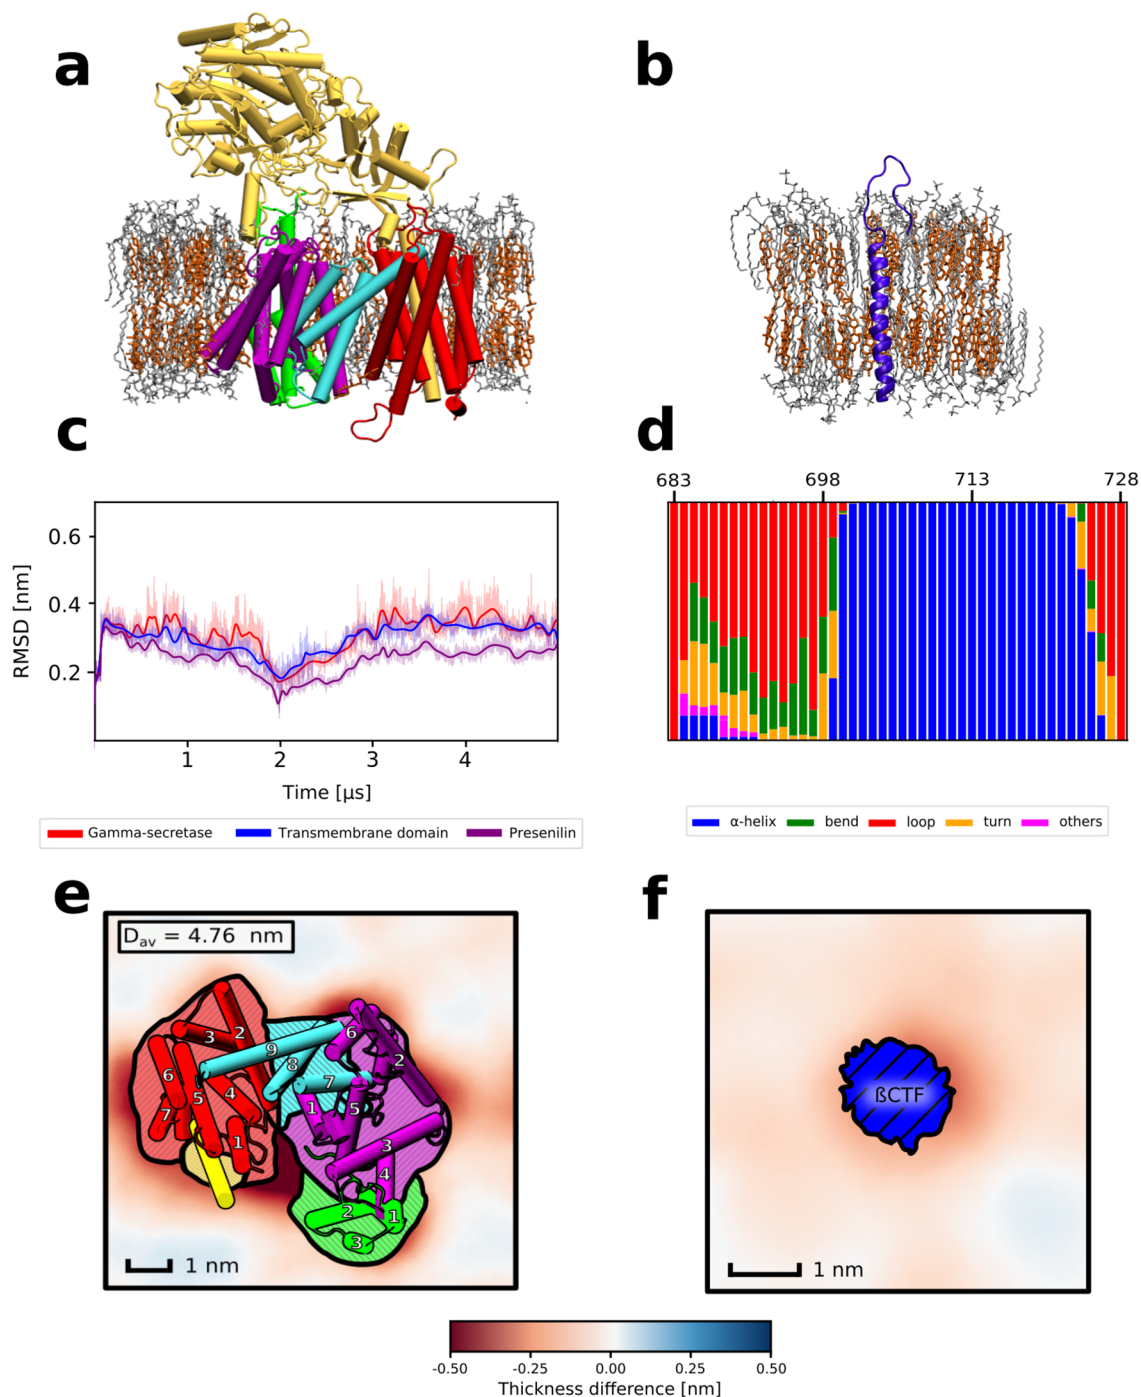 a
b
c
d
683 698 713 728
0.6
0.4
0.2
RMSD [nm]
1 2 3 4
Time [µs]
Gamma-secretase Transmembrane domain Presenilin
α-helix bend loop turn others
e
f
D_av = 4.76 nm
6
2
3
9
2
8
6
7
4
5
1
5
7
3
1
4
2
1
3
1 nm
ßCTF
1 nm
-0.50 -0.25 0.00 0.25 0.50
Thickness difference [nm]